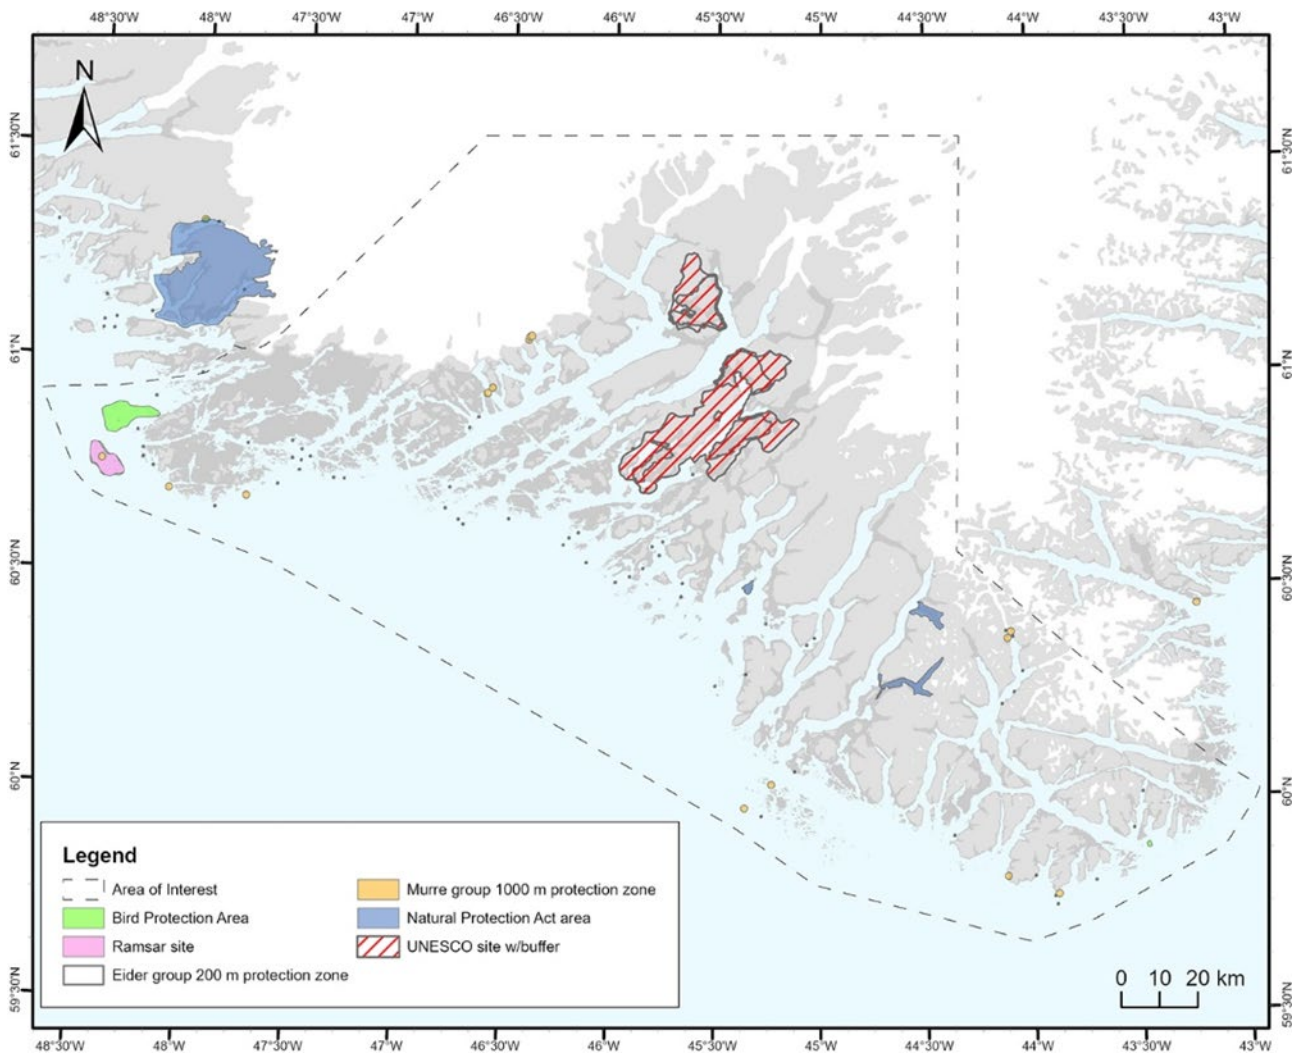 48°30'W 48°W 47°30'W 47°W 46°30'W 46°W 45°30'W 45°W 44°30'W 44°W 43°30'W 43°W
N
61°30'N 61°30'N
61°N 61°N
60°30'N 60°30'N
60°N 60°N
Legend
Area of Interest
Murre group 1000 m protection zone
Bird Protection Area
Natural Protection Act area
Ramsar site
UNESCO site w/buffer
Eider group 200 m protection zone
0 10 20 km
59°30'N 59°30'N
48°30'W 48°W 47°30'W 47°W 46°30'W 46°W 45°30'W 45°W 44°30'W 44°W 43°30'W 43°W